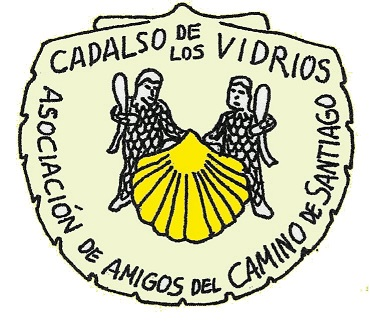 CADALSO DE LOS VIDRIOS
ASOCIACIÓN DE AMIGOS DEL CAMINO DE SANTIAGO